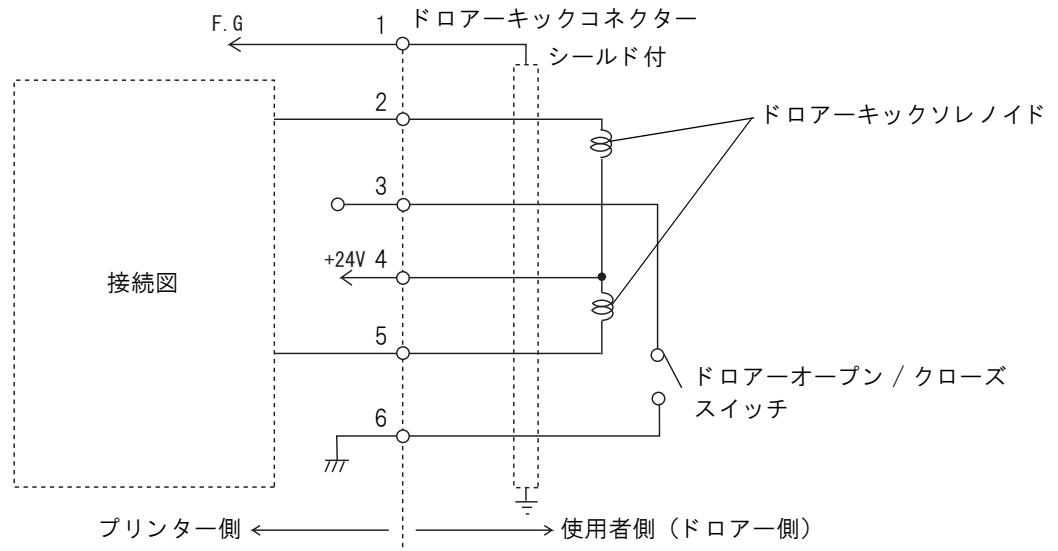 F.G
1
ドロアーキックコネクター
シールド付
2
ドロアーキックソレノイド
3
+24V 4
接続図
5
ドロアーオープン / クローズ
スイッチ
6
プリンター側
使用者側（ドロアー側）